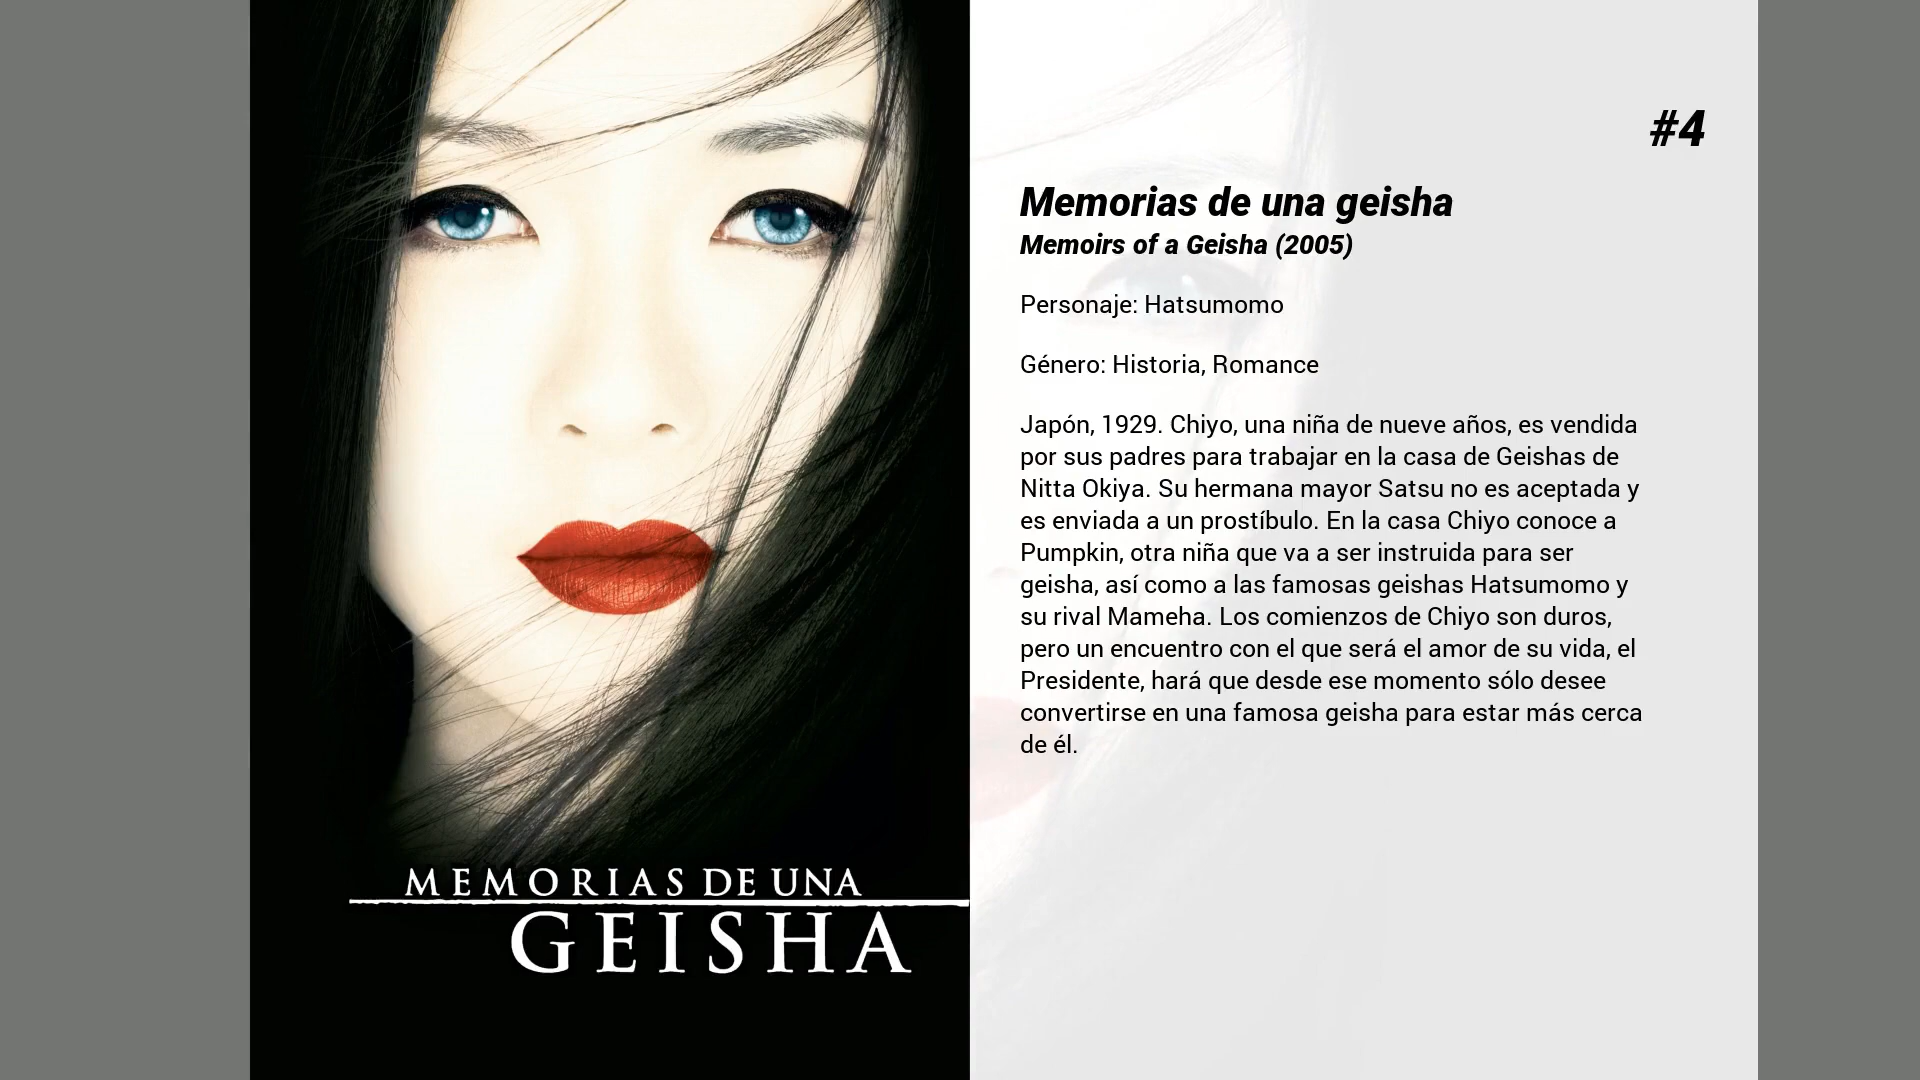 MEMORIAS DE UNA
GEISHA
#4
Memorias de una geisha
Memoirs of a Geisha (2005)
Personaje: Hatsumomo
Género: Historia, Romance
Japón, 1929. Chiyo, una niña de nueve años, es vendida
por sus padres para trabajar en la casa de Geishas de
Nitta Okiya. Su hermana mayor Satsu no es aceptada y
es enviada a un prostíbulo. En la casa Chiyo conoce a
Pumpkin, otra niña que va a ser instruida para ser
geisha, así como a las famosas geishas Hatsumomo y
su rival Mameha. Los comienzos de Chiyo son duros,
pero un encuentro con el que será el amor de su vida, el
Presidente, hará que desde ese momento sólo desee
convertirse en una famosa geisha para estar más cerca
de él.